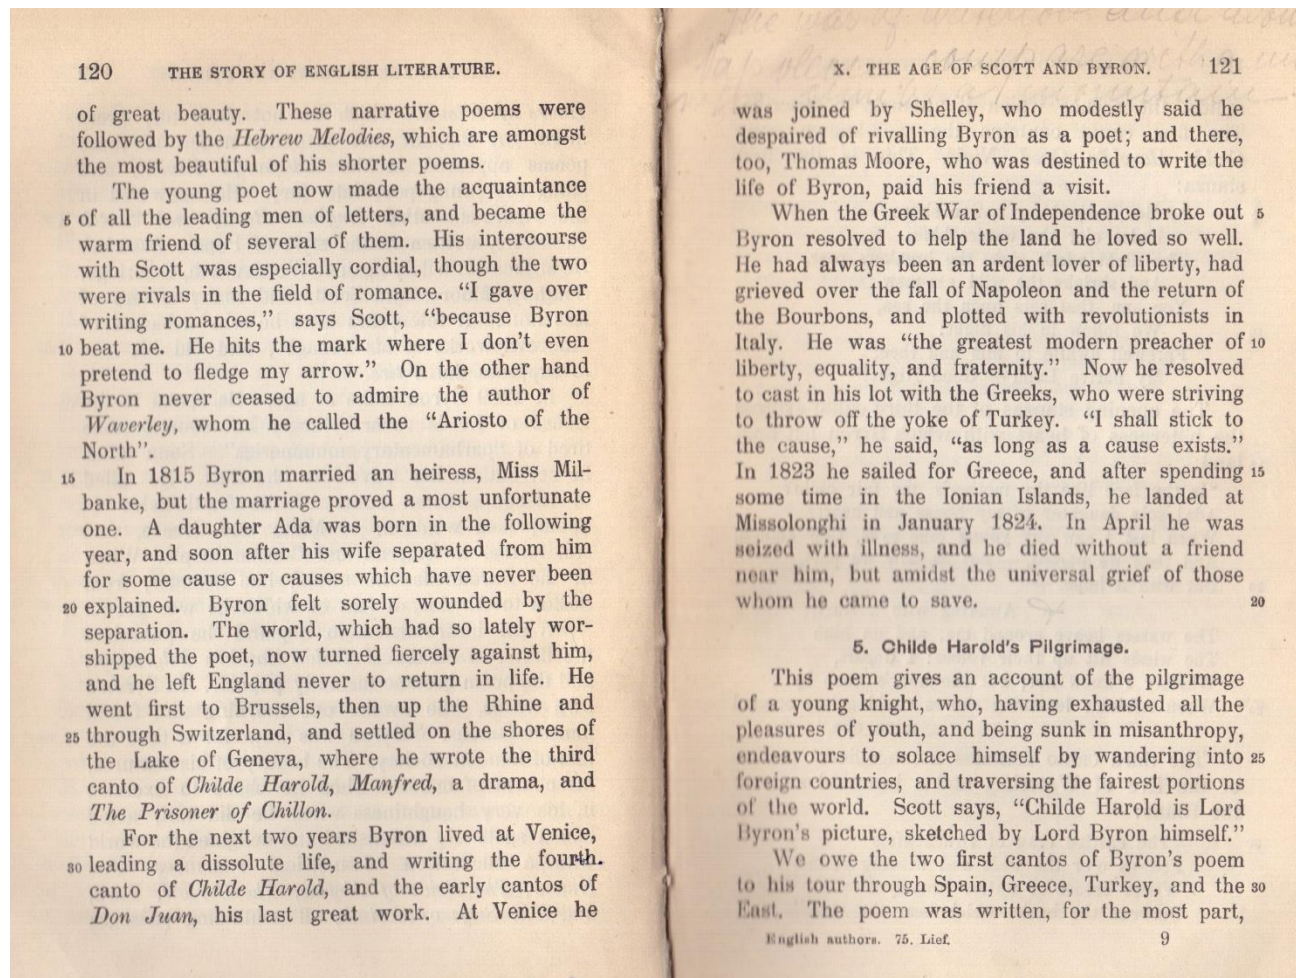 120 THE STORY OF ENGLISH LITERATURE.
of great beauty. These narrative poems were
followed by the Hebrew Melodies, which are amongst
the most beautiful of his shorter poems.
The young poet now made the acquaintance
5 of all the leading men of letters, and became the
warm friend of several of them. His intercourse
with Scott was especially cordial, though the two
were rivals in the field of romance. “I gave over
writing romances,” says Scott, “because Byron
10 beat me. He hits the mark where I don’t even
pretend to fledge my arrow.” On the other hand
Byron never ceased to admire the author of
Waverley, whom he called the “Ariosto of the
North”.
15 In 1815 Byron married an heiress, Miss Mil-
banke, but the marriage proved a most unfortunate
one. A daughter Ada was born in the following
year, and soon after his wife separated from him
for some cause or causes which have never been
20 explained. Byron felt sorely wounded by the
separation. The world, which had so lately wor-
shipped the poet, now turned fiercely against him,
and he left England never to return in life. He
went first to Brussels, then up the Rhine and
25 through Switzerland, and settled on the shores of
the Lake of Geneva, where he wrote the third
canto of Childe Harold, Manfred, a drama, and
The Prisoner of Chillon.
For the next two years Byron lived at Venice,
30 leading a dissolute life, and writing the fourth.
canto of Childe Harold, and the early cantos of
Don Juan, his last great work. At Venice he
X. THE AGE OF SCOTT AND BYRON. 121
was joined by Shelley, who modestly said he
despaired of rivalling Byron as a poet; and there,
too, Thomas Moore, who was destined to write the
life of Byron, paid his friend a visit.
When the Greek War of Independence broke out 5
Byron resolved to help the land he loved so well.
He had always been an ardent lover of liberty, had
grieved over the fall of Napoleon and the return of
the Bourbons, and plotted with revolutionists in
Italy. He was “the greatest modern preacher of 10
liberty, equality, and fraternity.” Now he resolved
to cast in his lot with the Greeks, who were striving
to throw off the yoke of Turkey. “I shall stick to
the cause,” he said, “as long as a cause exists.”
In 1823 he sailed for Greece, and after spending 15
some time in the Ionian Islands, he landed at
Missolonghi in January 1824. In April he was
seized with illness, and he died without a friend
near him, but amidst the universal grief of those
whom he came to save. 20
5. Childe Harold’s Pilgrimage.
This poem gives an account of the pilgrimage
of a young knight, who, having exhausted all the
pleasures of youth, and being sunk in misanthropy,
endeavours to solace himself by wandering into 25
foreign countries, and traversing the fairest portions
of the world. Scott says, “Childe Harold is Lord
Byron’s picture, sketched by Lord Byron himself.”
We owe the two first cantos of Byron’s poem
to his tour through Spain, Greece, Turkey, and the 30
East. The poem was written, for the most part,
English authors. 75. Lief. 9